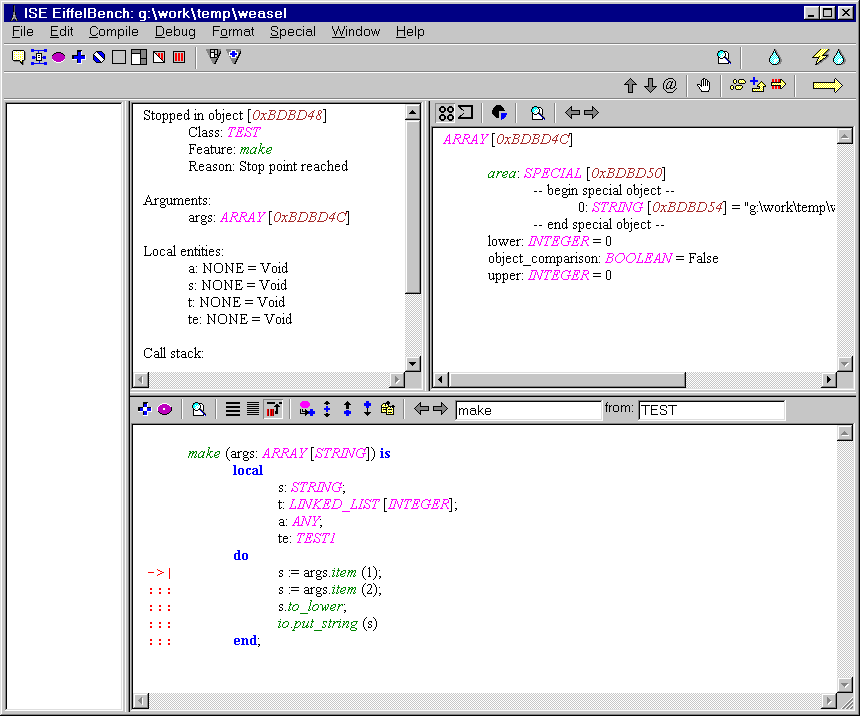 ISE EiffelBench: g:\work\temp\weasel
File Edit Compile Debug Format Special Window Help
Stopped in object [0xBDBD48]
Class: TEST
Feature: make
Reason: Stop point reached
Arguments:
args: ARRAY [0xBDBD4C]
Local entities:
a: NONE = Void
s: NONE = Void
t: NONE = Void
te: NONE = Void
Call stack:
ARRAY [0xBDBD4C]
area: SPECIAL [0xBDBD50]
-- begin special object --
0: STRING [0xBDBD54] = "g:\work\temp\
-- end special object --
lower: INTEGER = 0
object_comparison: BOOLEAN = False
upper: INTEGER = 0
make from: TEST
make (args: ARRAY [STRING]) is
local
s: STRING;
t: LINKED_LIST [INTEGER];
a: ANY;
te: TEST1
do
->| s := args.item (1);
::: s := args.item (2);
::: s.to_lower;
::: io.put_string (s)
::: end;